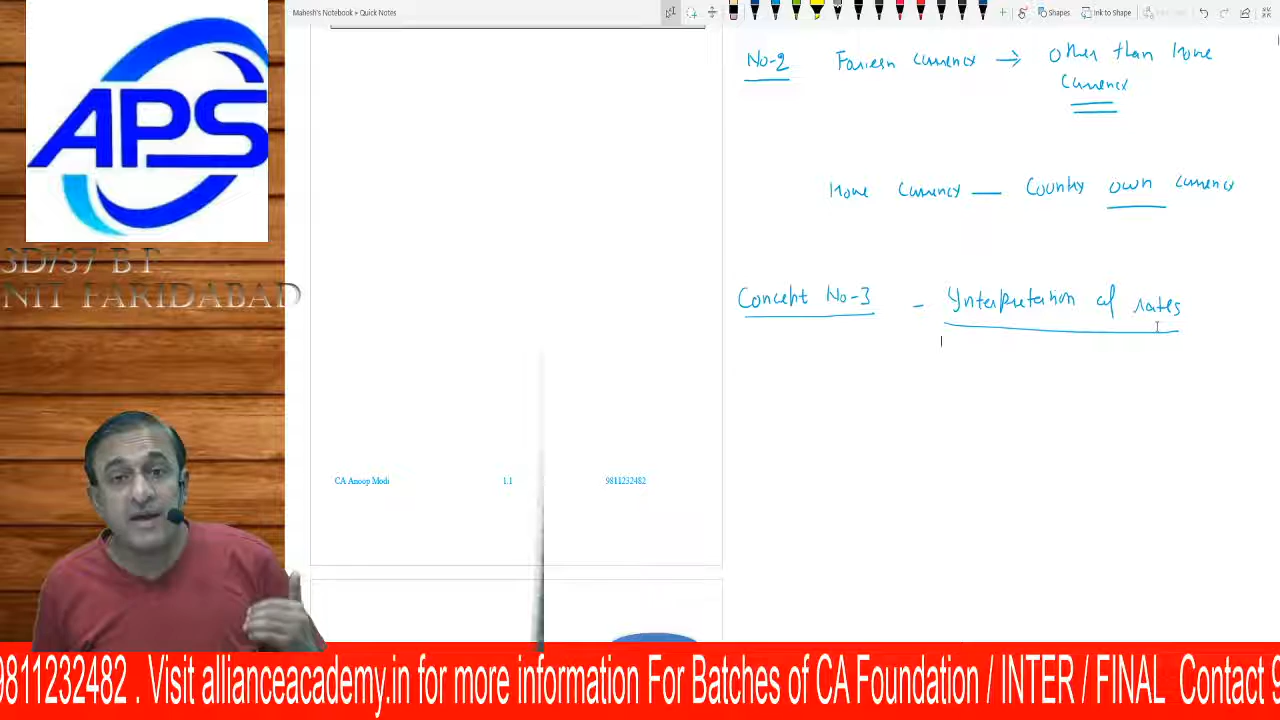 Mahesh's Notebook » Quick Notes
Shapes
Ink to Shape
APS
3D/37 B.P.
NIT FARIDABAD
No-2 Foriesn currency → Other than Home
Currency
Home Currency — Country own currency
Concept No-3 - Interpretation of rates
CA Anoop Modi 1.1 9811232482
9811232482 . Visit allianceacademy.in for more information For Batches of CA Foundation / INTER / FINAL Contact 9